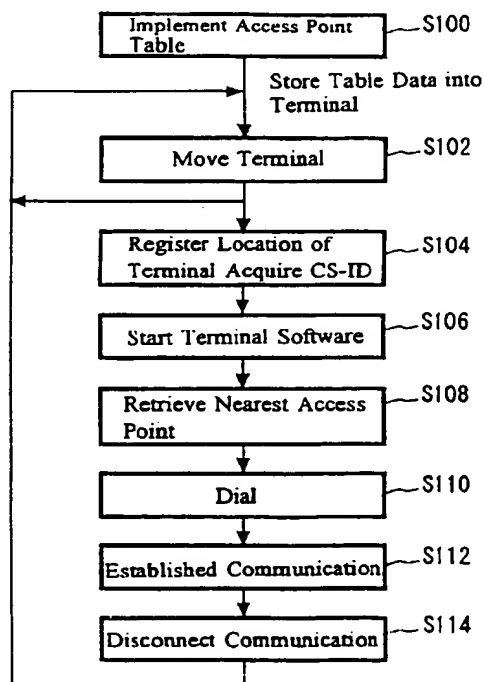 Implement Access Point
Table
S100
Store Table Data into
Terminal
Move Terminal
S102
Register Location of
Terminal Acquire CS-ID
S104
Start Terminal Software
S106
Retrieve Nearest Access
Point
S108
Dial
S110
Established Communication
S112
Disconnect Communication
S114